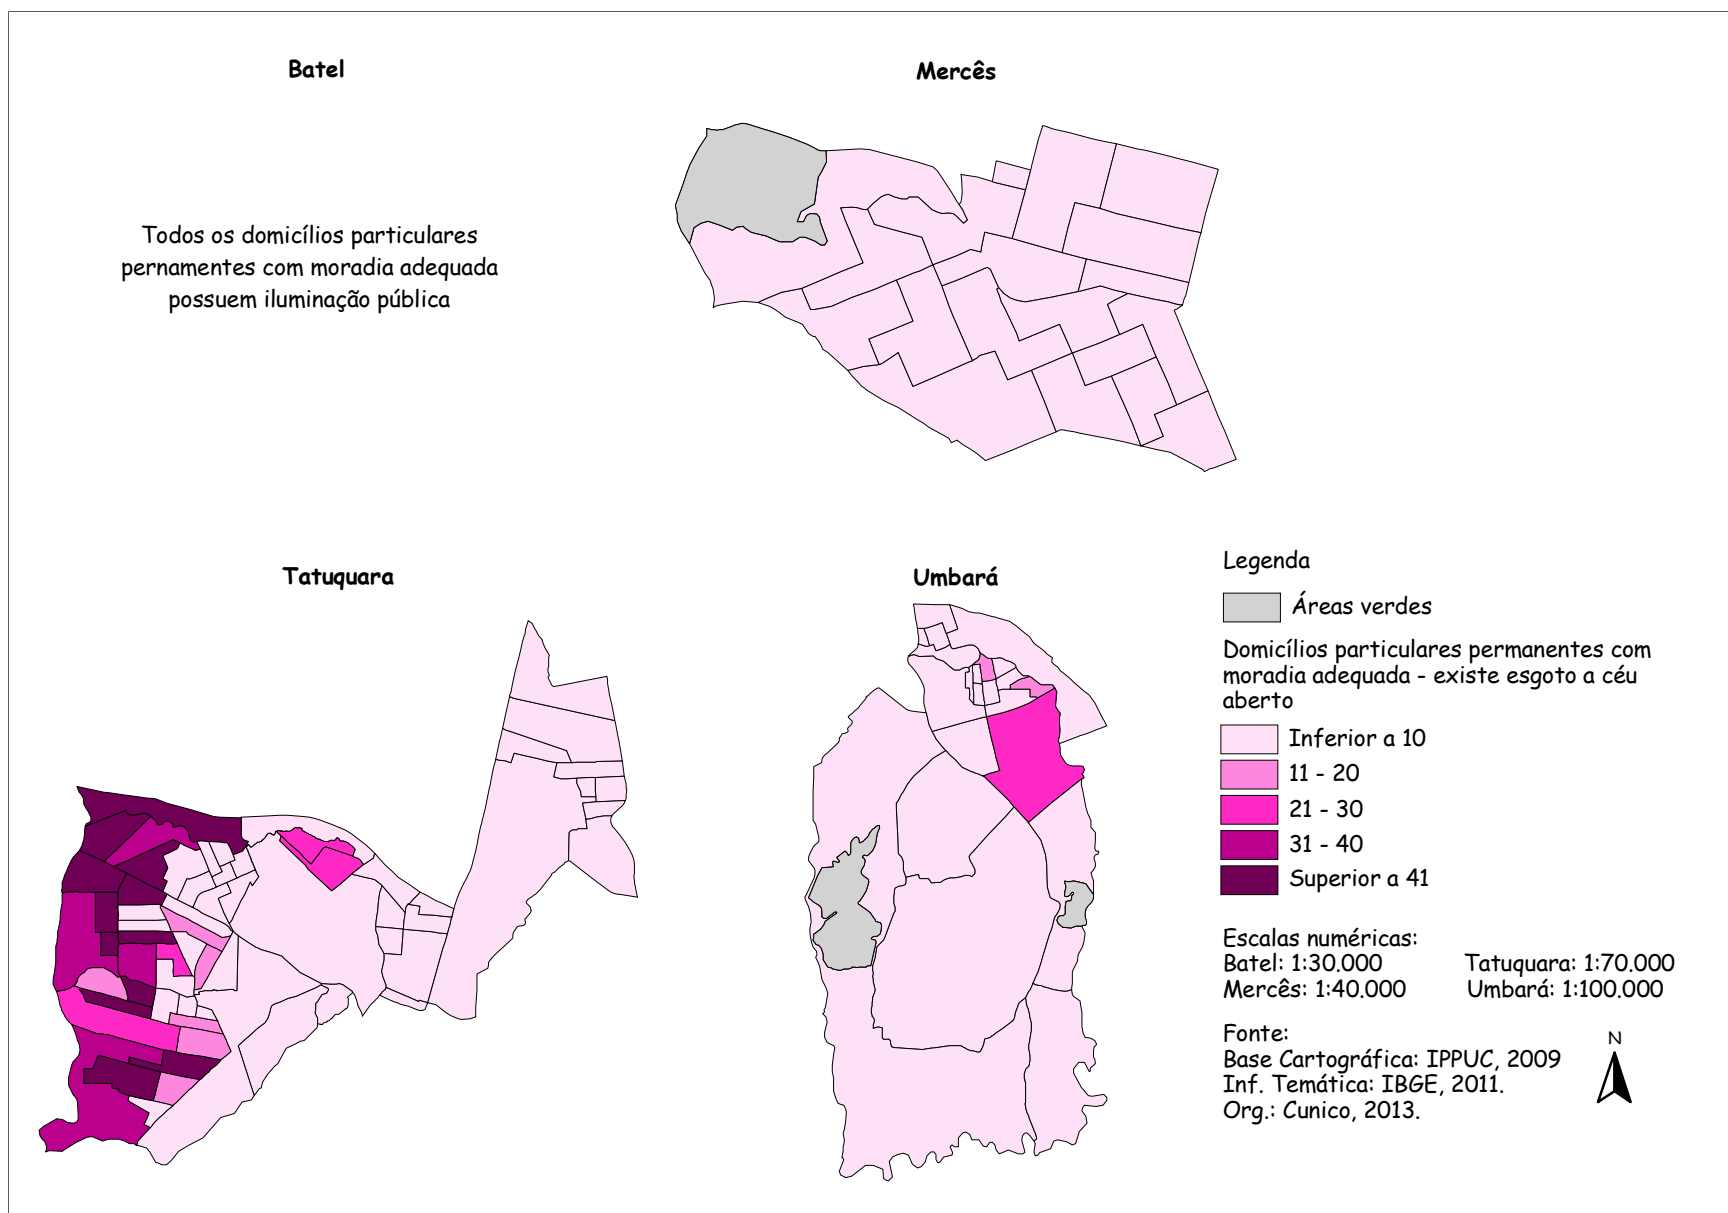 Batel
Mercês
Todos os domicílios particulares
pernamentes com moradia adequada
possuem iluminação pública
Tatuquara
Umbará
Legenda
Áreas verdes
Domicílios particulares permanentes com
moradia adequada - existe esgoto a céu
aberto
Inferior a 10
11 - 20
21 - 30
31 - 40
Superior a 41
Escalas numéricas:
Batel: 1:30.000 Tatuquara: 1:70.000
Mercês: 1:40.000 Umbará: 1:100.000
Fonte:
Base Cartográfica: IPPUC, 2009
Inf. Temática: IBGE, 2011.
Org.: Cunico, 2013.
N